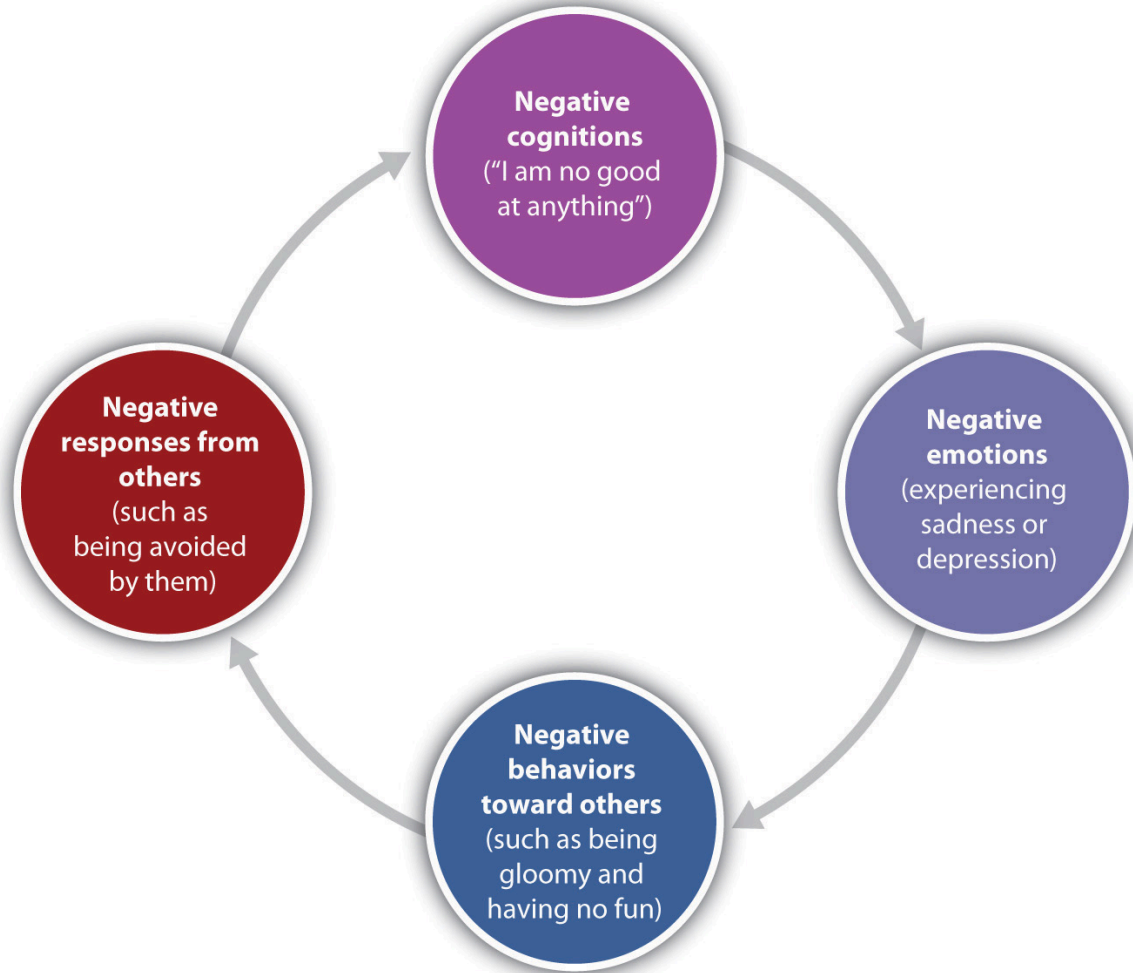 Negative
cognitions
(“I am no good
at anything”)
Negative
emotions
(experiencing
sadness or
depression)
Negative
behaviors
toward others
(such as being
gloomy and
having no fun)
Negative
responses from
others
(such as
being avoided
by them)